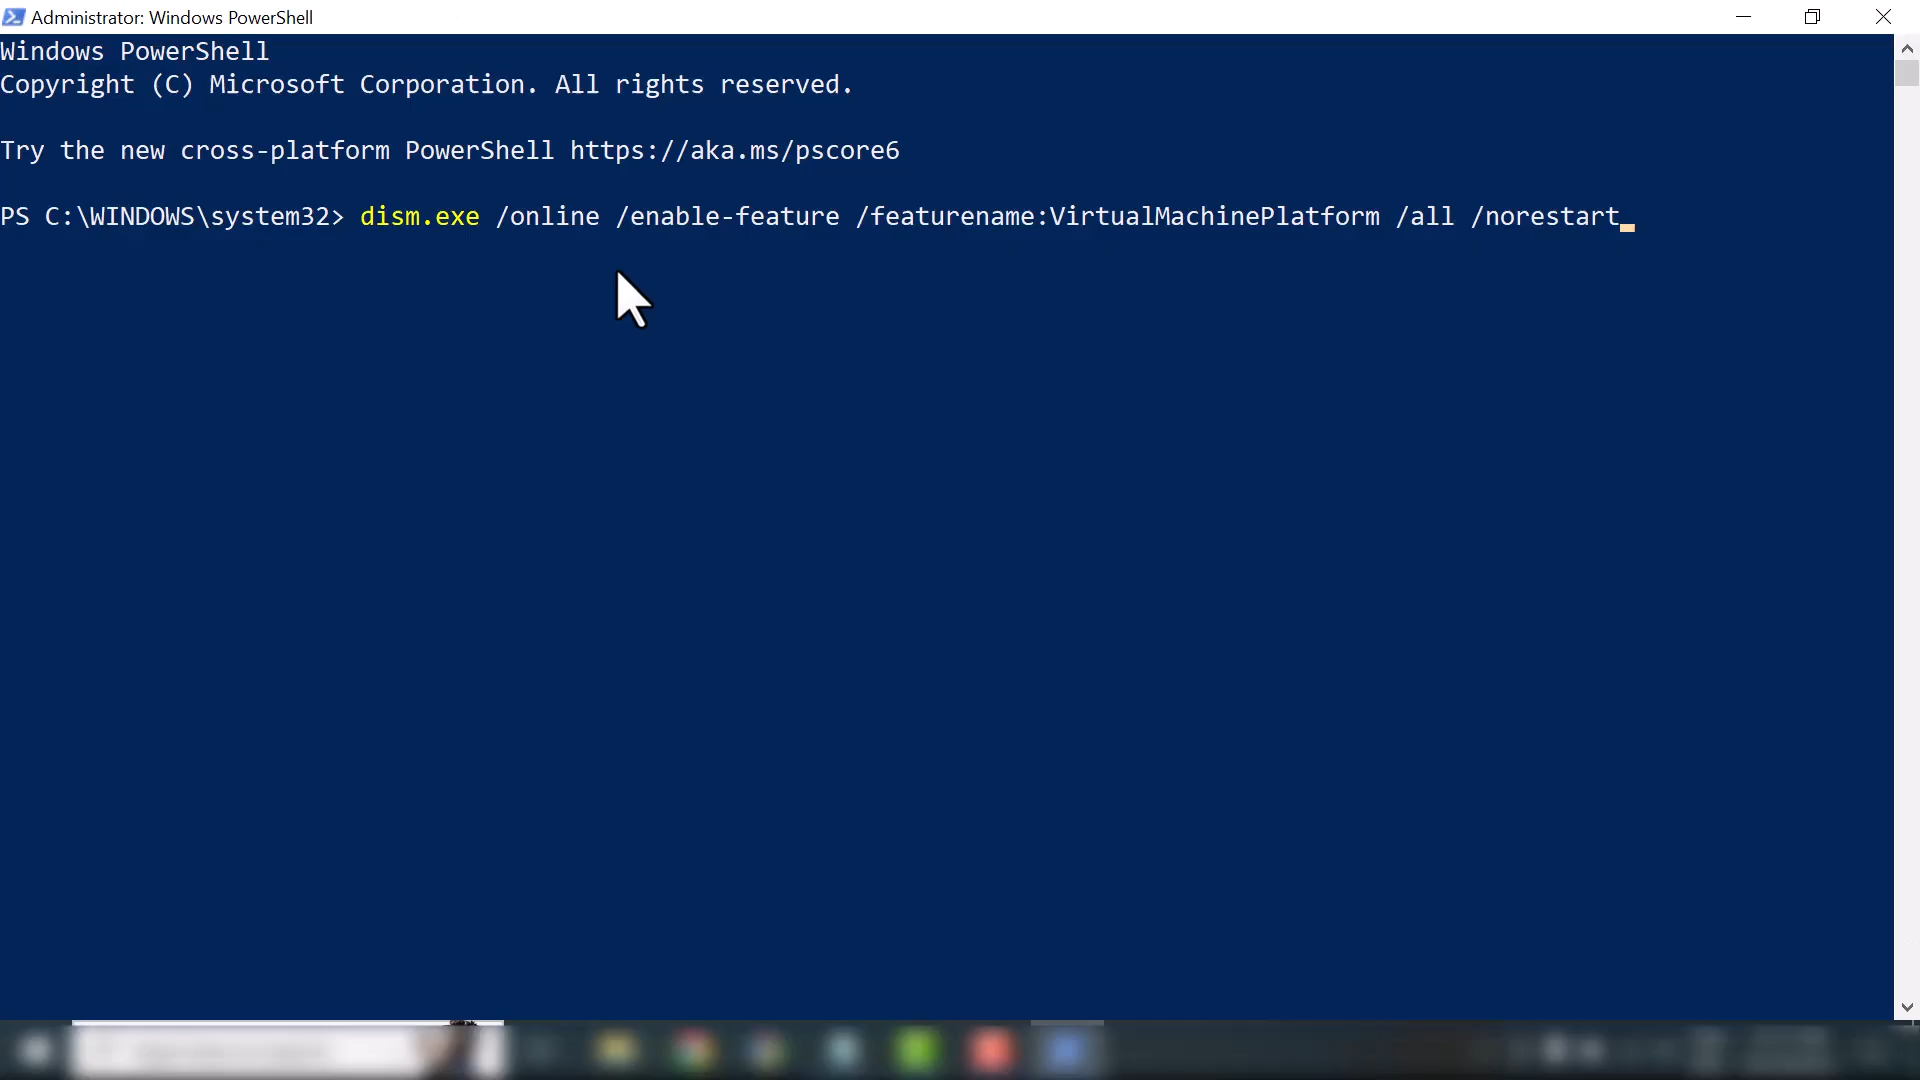 Administrator: Windows PowerShell
Windows PowerShell
Copyright (C) Microsoft Corporation. All rights reserved.
Try the new cross-platform PowerShell https://aka.ms/pscore6
PS C:\WINDOWS\system32> dism.exe /online /enable-feature /featurename:VirtualMachinePlatform /all /norestart